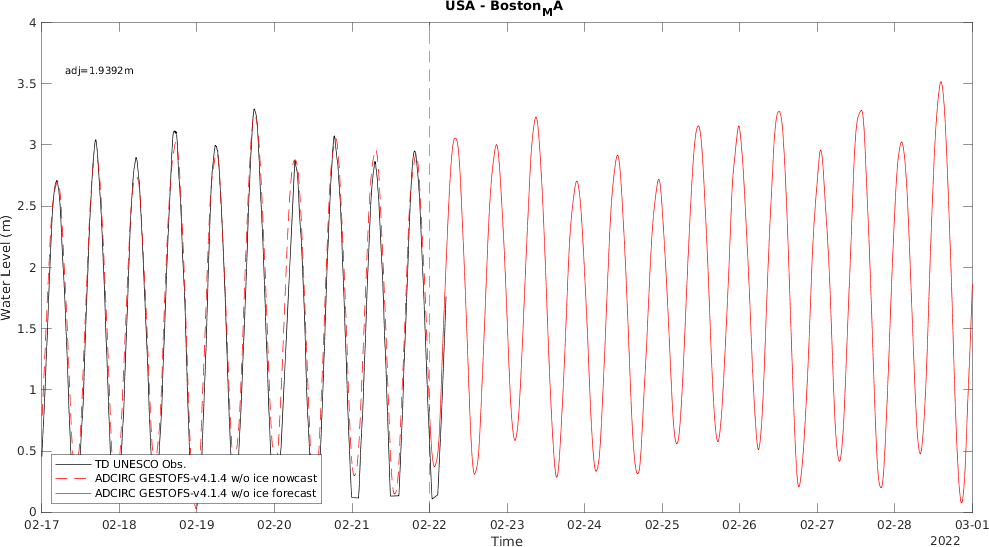 USA - Boston_MA
4
3.5
3
2.5
2
1.5
1
0.5
0
Water Level (m)
adj=1.9392m
TD UNESCO Obs.
ADCIRC GESTOFS-v4.1.4 w/o ice nowcast
ADCIRC GESTOFS-v4.1.4 w/o ice forecast
02-17 02-18 02-19 02-20 02-21 02-22 02-23 02-24 02-25 02-26 02-27 02-28 03-01
Time
2022